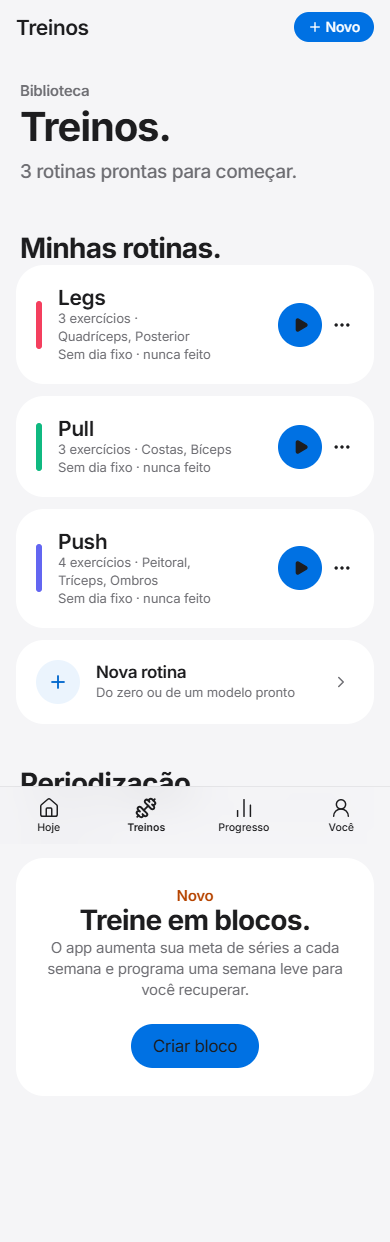 Treinos
+ Novo
Biblioteca
Treinos.
3 rotinas prontas para começar.
Minhas rotinas.
Legs
3 exercícios ·
Quadríceps, Posterior
Sem dia fixo · nunca feito
Pull
3 exercícios · Costas, Bíceps
Sem dia fixo · nunca feito
Push
4 exercícios · Peitoral,
Tríceps, Ombros
Sem dia fixo · nunca feito
Nova rotina
Do zero ou de um modelo pronto
Periodização
Hoje
Treinos
Progresso
Você
Novo
Treine em blocos.
O app aumenta sua meta de séries a cada
semana e programa uma semana leve para
você recuperar.
Criar bloco